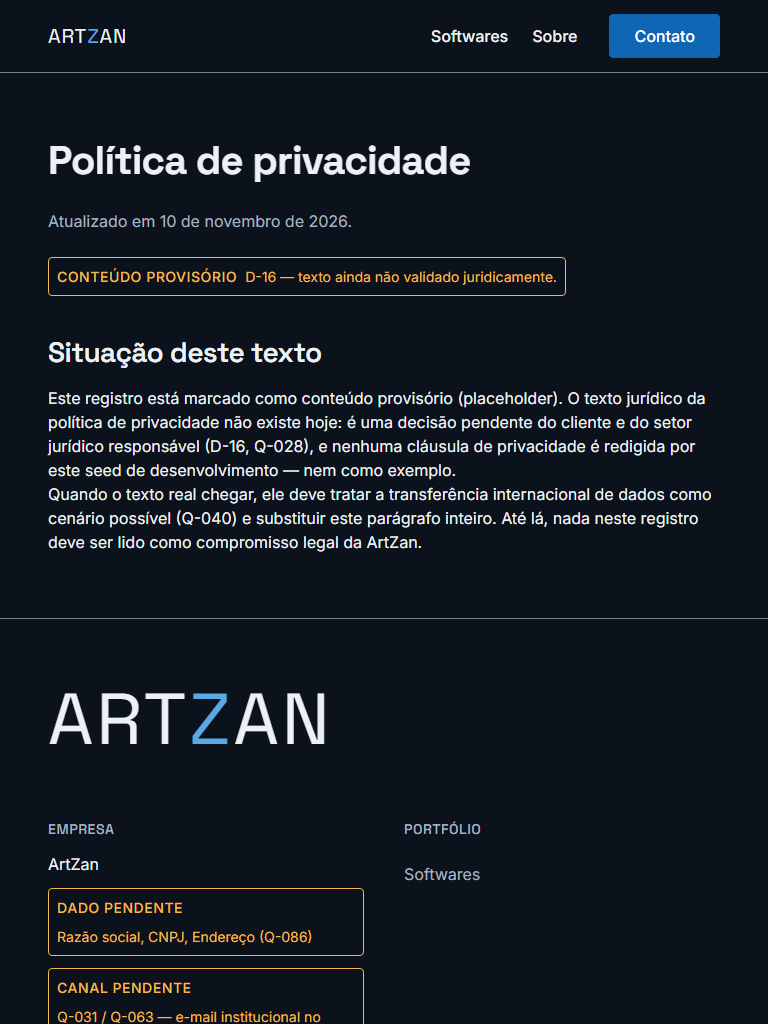 ARTZAN
Softwares
Sobre
Contato
Política de privacidade
Atualizado em 10 de novembro de 2026.
CONTEÚDO PROVISÓRIO D-16 — texto ainda não validado juridicamente.
Situação deste texto
Este registro está marcado como conteúdo provisório (placeholder). O texto jurídico da
política de privacidade não existe hoje: é uma decisão pendente do cliente e do setor
jurídico responsável (D-16, Q-028), e nenhuma cláusula de privacidade é redigida por
este seed de desenvolvimento — nem como exemplo.
Quando o texto real chegar, ele deve tratar a transferência internacional de dados como
cenário possível (Q-040) e substituir este parágrafo inteiro. Até lá, nada neste registro
deve ser lido como compromisso legal da ArtZan.
ARTZAN
EMPRESA
ArtZan
DADO PENDENTE
Razão social, CNPJ, Endereço (Q-086)
CANAL PENDENTE
Q-031 / Q-063 — e-mail institucional no
PORTFÓLIO
Softwares